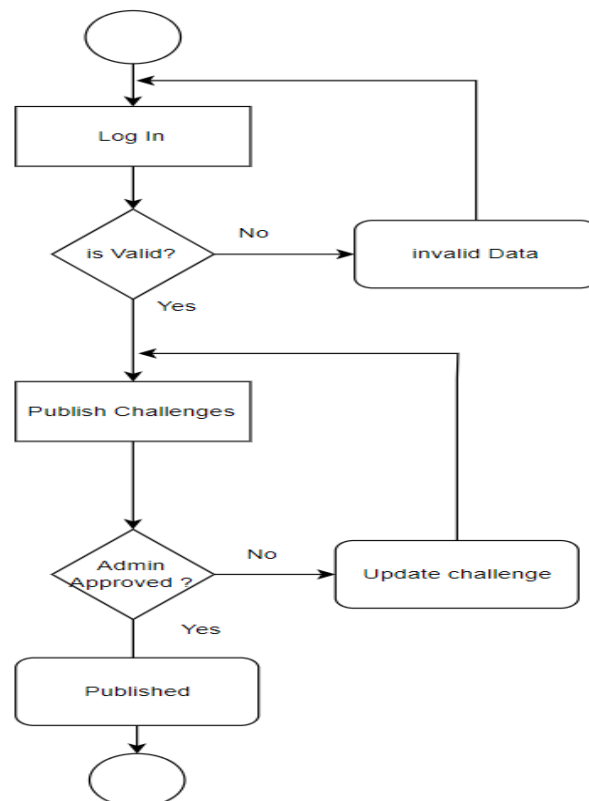 Log In
is Valid?
No
invalid Data
Yes
Publish Challenges
Admin
Approved ?
No
Update challenge
Yes
Published